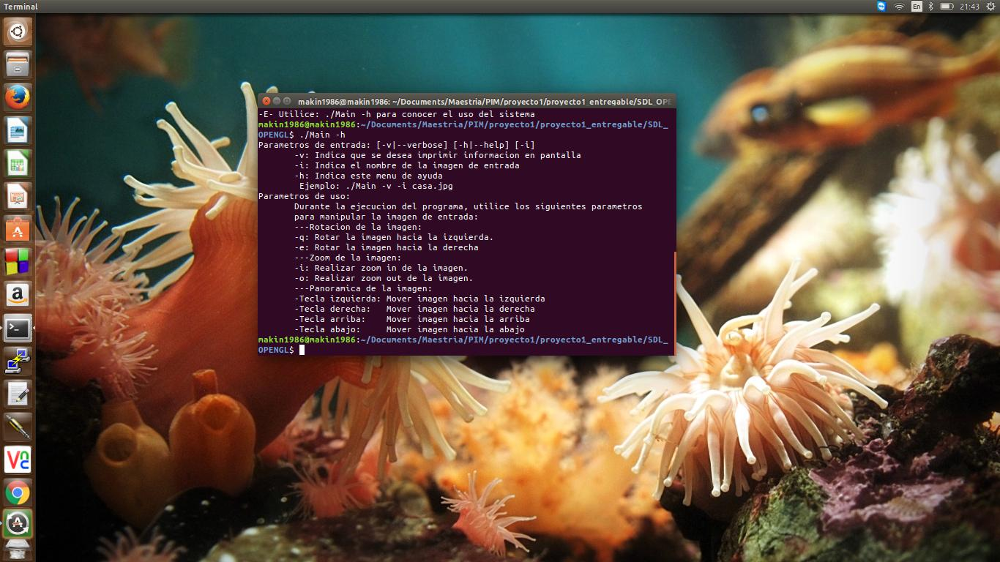 Terminal
En
21:43
makin1986@makin1986: ~/Documents/Maestria/PIM/proyecto1/proyecto1_entregable/SDL_OPE
-E- Utilice: ./Main -h para conocer el uso del sistema
makin1986@makin1986:~/Documents/Maestria/PIM/proyecto1/proyecto1_entregable/SDL_
OPENGL$ ./Main -h
Parametros de entrada: [-v|--verbose] [-h|--help] [-i]
-v: Indica que se desea imprimir informacion en pantalla
-i: Indica el nombre de la imagen de entrada
-h: Indica este menu de ayuda
Ejemplo: ./Main -v -i casa.jpg
Parametros de uso:
Durante la ejecucion del programa, utilice los siguientes parametros
para manipular la imagen de entrada:
---Rotacion de la imagen:
-q: Rotar la imagen hacia la izquierda.
-e: Rotar la imagen hacia la derecha
---Zoom de la imagen:
-i: Realizar zoom in de la imagen.
-o: Realizar zoom out de la imagen.
---Panoramica de la imagen:
-Tecla izquierda: Mover imagen hacia la izquierda
-Tecla derecha: Mover imagen hacia la derecha
-Tecla arriba: Mover imagen hacia la arriba
-Tecla abajo: Mover imagen hacia la abajo
makin1986@makin1986:~/Documents/Maestria/PIM/proyecto1/proyecto1_entregable/SDL_
OPENGL$